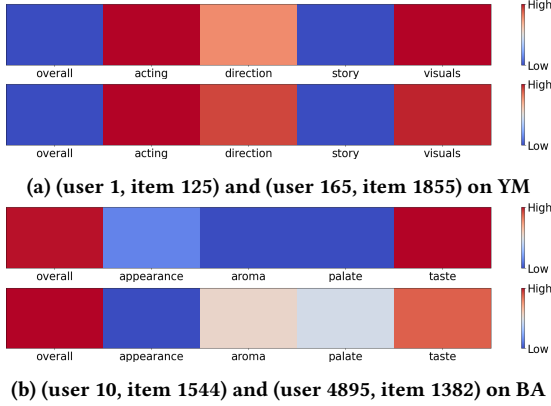 High
Low
overall acting direction story visuals
High
Low
overall acting direction story visuals
(a) (user 1, item 125) and (user 165, item 1855) on YM
High
Low
overall appearance aroma palate taste
High
Low
overall appearance aroma palate taste
(b) (user 10, item 1544) and (user 4895, item 1382) on BA